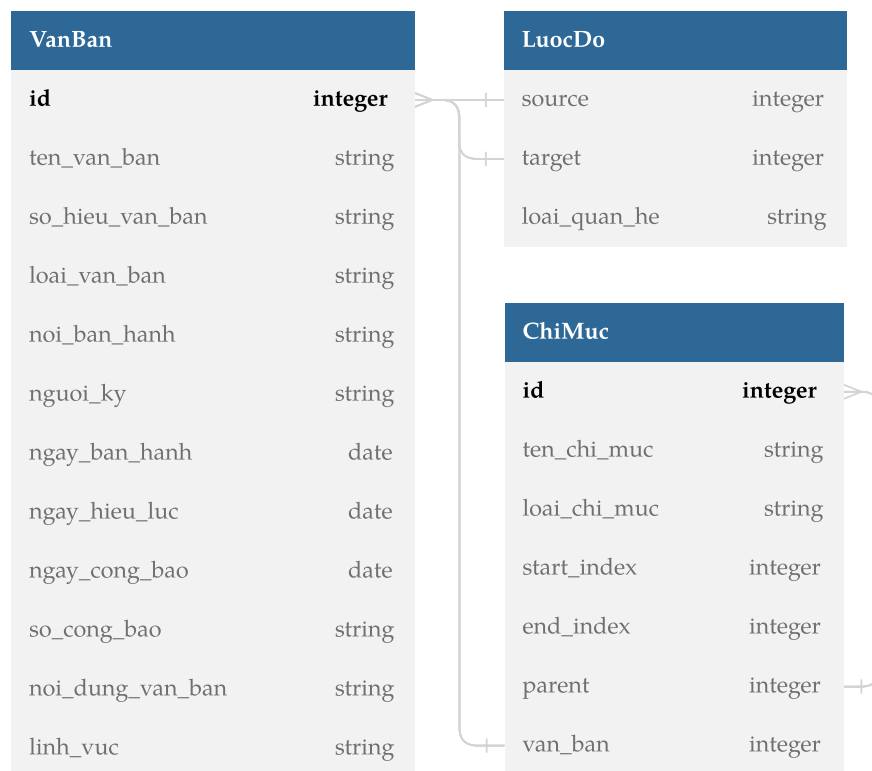 VanBan
id integer
ten_van_ban string
so_hieu_van_ban string
loai_van_ban string
noi_ban_hanh string
nguoi_ky string
ngay_ban_hanh date
ngay_hieu_luc date
ngay_cong_bao date
so_cong_bao string
noi_dung_van_ban string
linh_vuc string
LuocDo
source integer
target integer
loai_quan_he string
ChiMuc
id integer
ten_chi_muc string
loai_chi_muc string
start_index integer
end_index integer
parent integer
van_ban integer